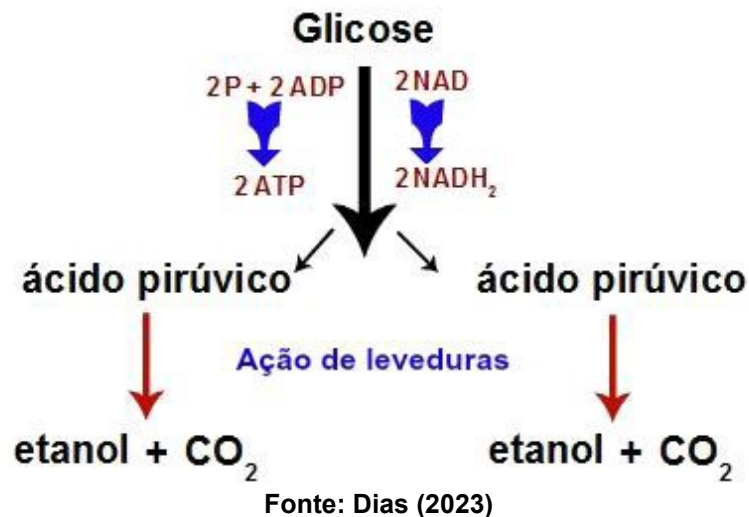 Glicose
2P + 2 ADP 2NAD
2 ATP 2NADH₂
ácido pirúvico ácido pirúvico
Ação de leveduras
etanol + CO₂ etanol + CO₂
Fonte: Dias (2023)